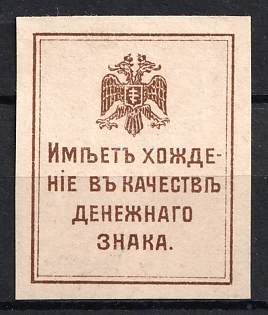 Имѣетъ хожде-
ніе въ качествѣ
денежнаго
знака.